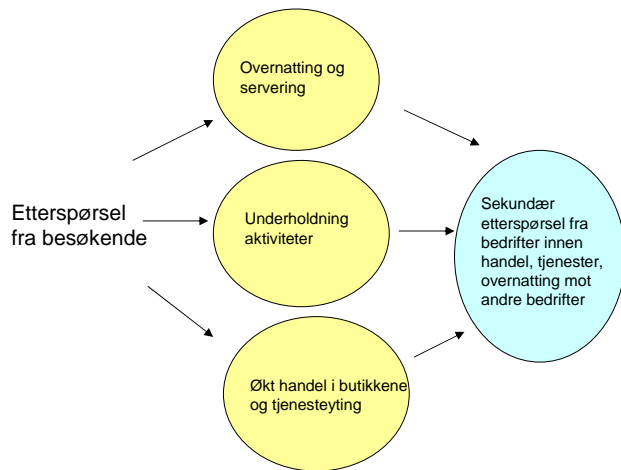 Etterspørsel
fra besøkende
Overnatting og
servering
Underholdning
aktiviteter
Økt handel i butikkene
og tjenesteyting
Sekundær
etterspørsel fra
bedrifter innen
handel, tjenester,
overnatting mot
andre bedrifter